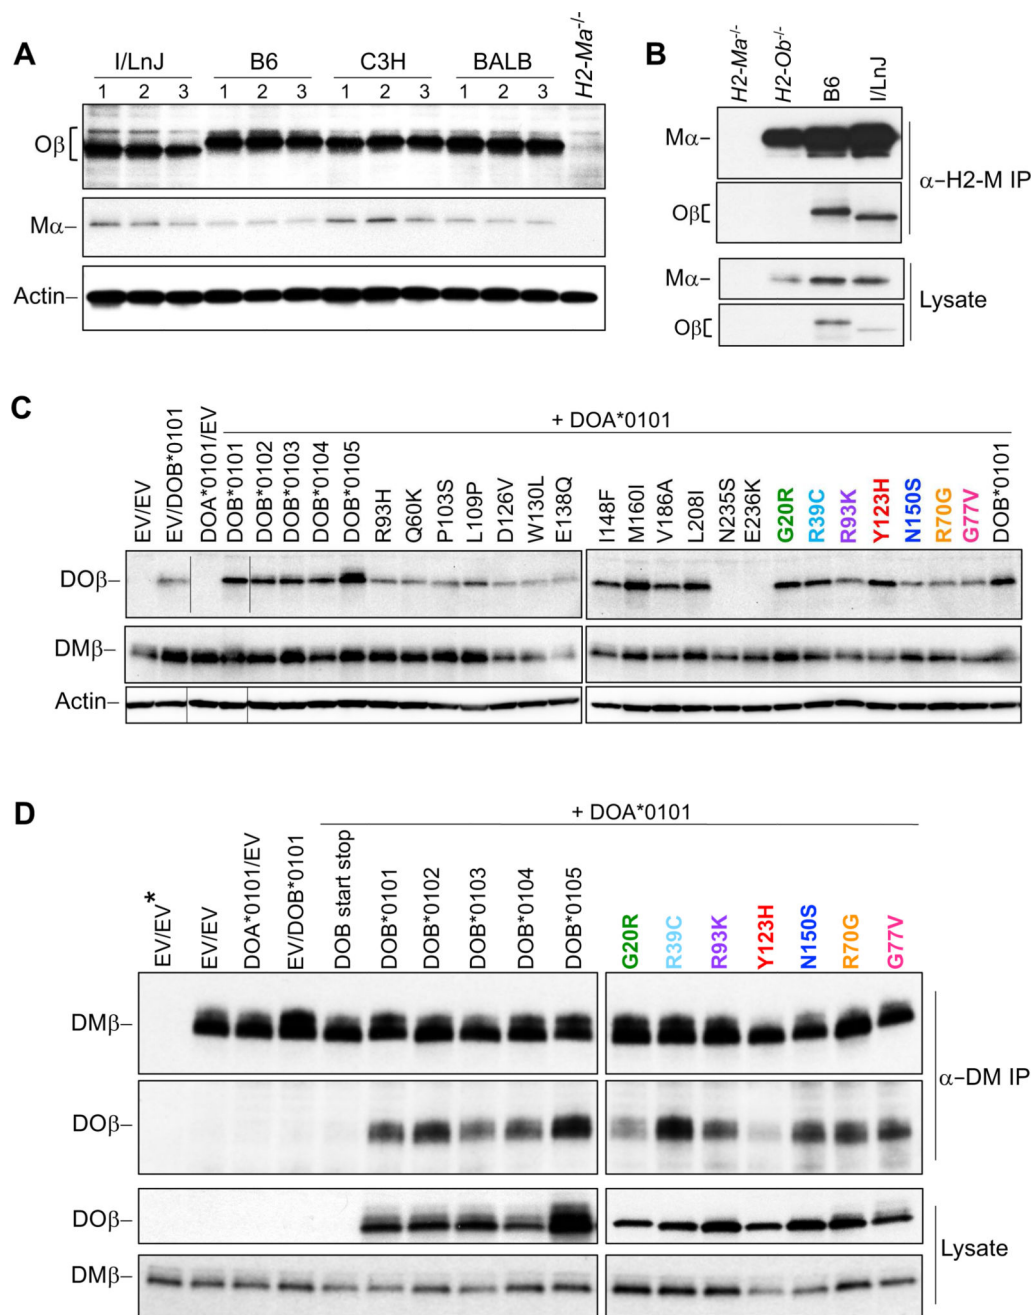 A
I/LnJ B6 C3H BALB H2-Ma-/-
1 2 3 1 2 3 1 2 3 1 2 3
Oβ
Mα–
Actin–
B
H2-Ma-/- H2-Ob-/- B6 I/LnJ
Mα–
Oβ
α–H2-M IP
Mα–
Oβ
Lysate
C
+ DOA*0101
EV/EV EV/DOB*0101 DOA*0101/EV DOB*0101 DOB*0102 DOB*0103 DOB*0104 DOB*0105 R93H Q60K P103S L109P D126V W130L E138Q I148F M160I V186A L208I N235S E236K G20R R39C R93K Y123H N150S R70G G77V DOB*0101
DOβ–
DMβ–
Actin–
D
+ DOA*0101
EV/EV* EV/EV DOA*0101/EV EV/DOB*0101 DOB start stop DOB*0101 DOB*0102 DOB*0103 DOB*0104 DOB*0105 G20R R39C R93K Y123H N150S R70G G77V
DMβ–
DOβ–
α–DM IP
DOβ–
DMβ–
Lysate